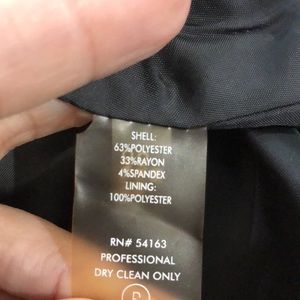 SHELL:
63%POLYESTER
33%RAYON
4%SPANDEX
LINING:
100%POLYESTER
RN# 54163
PROFESSIONAL
DRY CLEAN ONLY